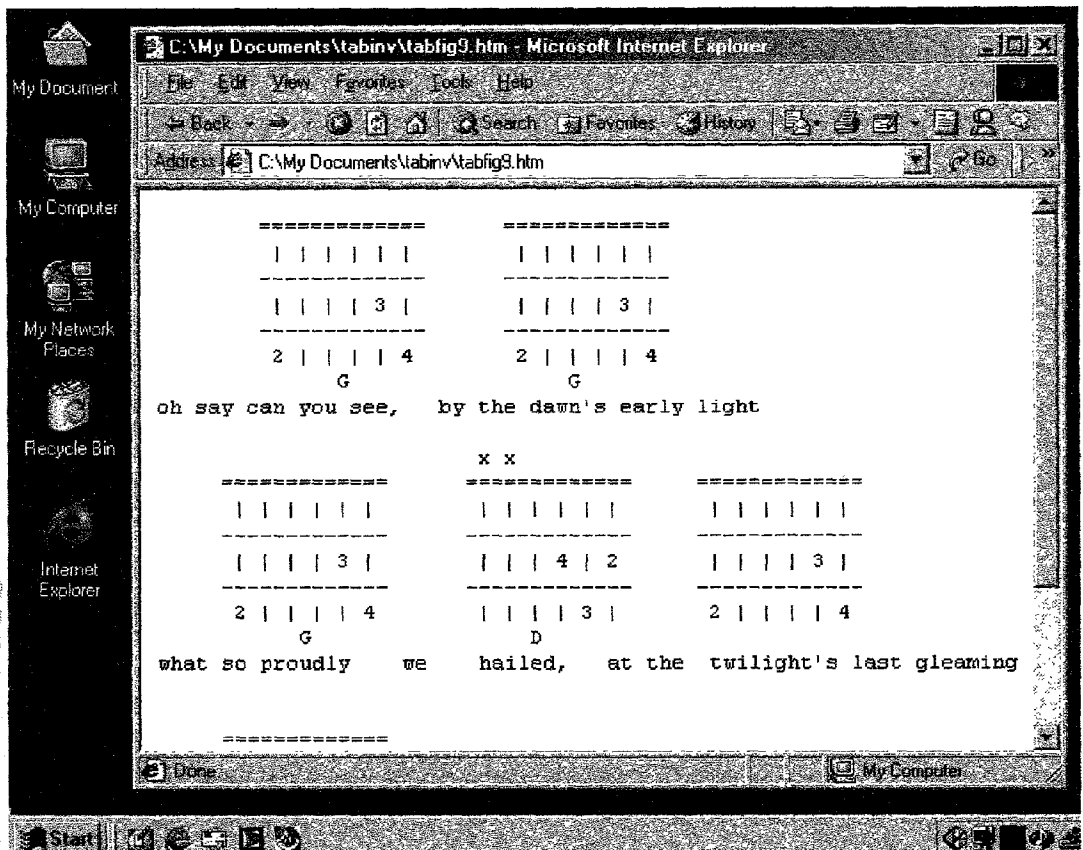 My Document
My Computer
My Network
Places
Recycle Bin
Internet
Explorer
C:\My Documents\tabinv\tabfig9.htm - Microsoft Internet Explorer
File Edit View Favorites Tools Help
Back Search Favorites History
Address C:\My Documents\tabinv\tabfig9.htm Go
============= =============
| | | | | | | | | | | |
------------- -------------
| | | | 3 | | | | | 3 |
------------- -------------
2 | | | | 4 2 | | | | 4
G G
oh say can you see, by the dawn's early light
x x
============= ============= =============
| | | | | | | | | | | | | | | | | |
------------- ------------- -------------
| | | | 3 | | | | 4 | 2 | | | | 3 |
------------- ------------- -------------
2 | | | | 4 | | | | 3 | 2 | | | | 4
G D
what so proudly we hailed, at the twilight's last gleaming
=============
Done My Computer
Start